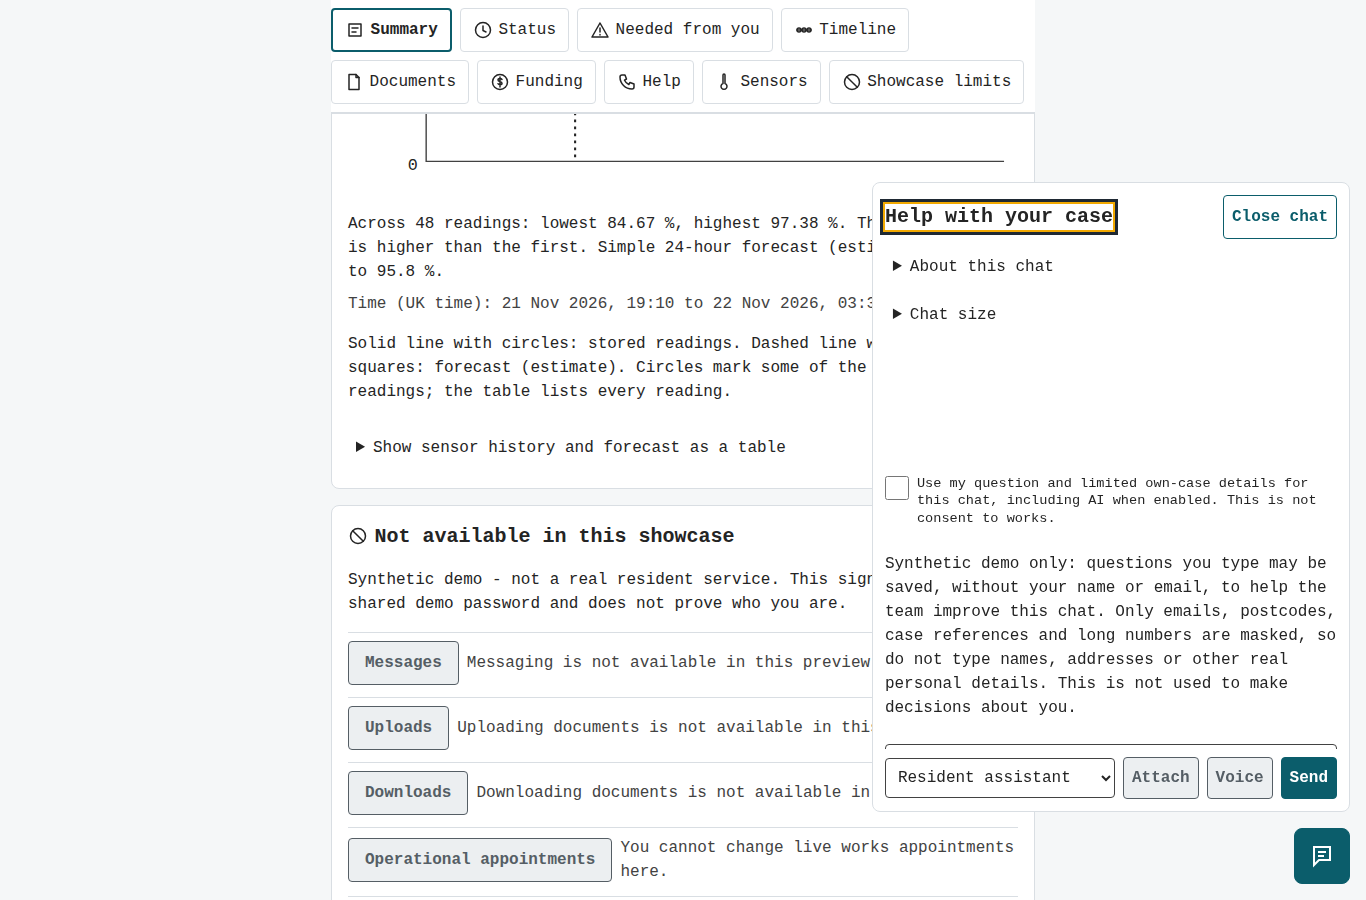 Summary
Status
Needed from you
Timeline
Documents
Funding
Help
Sensors
Showcase limits
0
Across 48 readings: lowest 84.67 %, highest 97.38 %.
is higher than the first. Simple 24-hour forecast
to 95.8 %.
Time (UK time): 21 Nov 2026, 19:10 to 22 Nov 2026,
Solid line with circles: stored readings. Dashed line
squares: forecast (estimate). Circles mark some of the
readings; the table lists every reading.
Show sensor history and forecast as a table
Not available in this showcase
Synthetic demo - not a real resident service. This
shared demo password and does not prove who you are.
Messages
Messaging is not available in this preview
Uploads
Uploading documents is not available in
Downloads
Downloading documents is not available in
Operational appointments
You cannot change live works appointments
here.
Help with your case
Close chat
About this chat
Chat size
Use my question and limited own-case details for
this chat, including AI when enabled. This is not
consent to works.
Synthetic demo only: questions you type may be
saved, without your name or email, to help the
team improve this chat. Only emails, postcodes,
case references and long numbers are masked, so
do not type names, addresses or other real
personal details. This is not used to make
decisions about you.
Resident assistant
Attach
Voice
Send